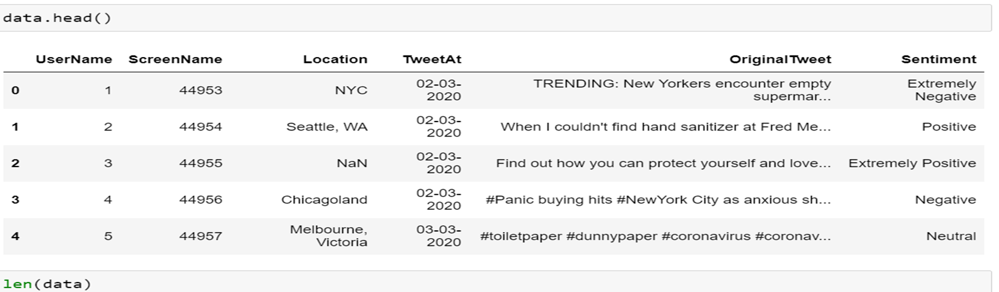 data.head()
UserName ScreenName Location TweetAt OriginalTweet Sentiment
0 1 44953 NYC 02-03-2020 TRENDING: New Yorkers encounter empty supermar... Extremely Negative
1 2 44954 Seattle, WA 02-03-2020 When I couldn't find hand sanitizer at Fred Me... Positive
2 3 44955 NaN 02-03-2020 Find out how you can protect yourself and love... Extremely Positive
3 4 44956 Chicagoland 02-03-2020 #Panic buying hits #NewYork City as anxious sh... Negative
4 5 44957 Melbourne, Victoria 03-03-2020 #toiletpaper #dunnypaper #coronavirus #coronav... Neutral
len(data)